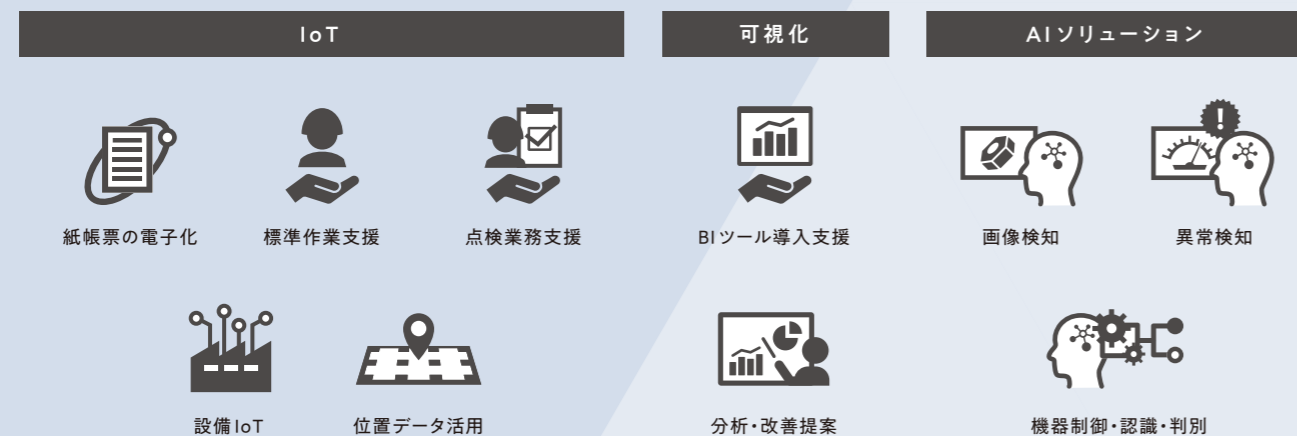 IoT
紙帳票の電子化
標準作業支援
点検業務支援
設備IoT
位置データ活用
可視化
BIツール導入支援
分析・改善提案
AIソリューション
画像検知
異常検知
機器制御・認識・判別